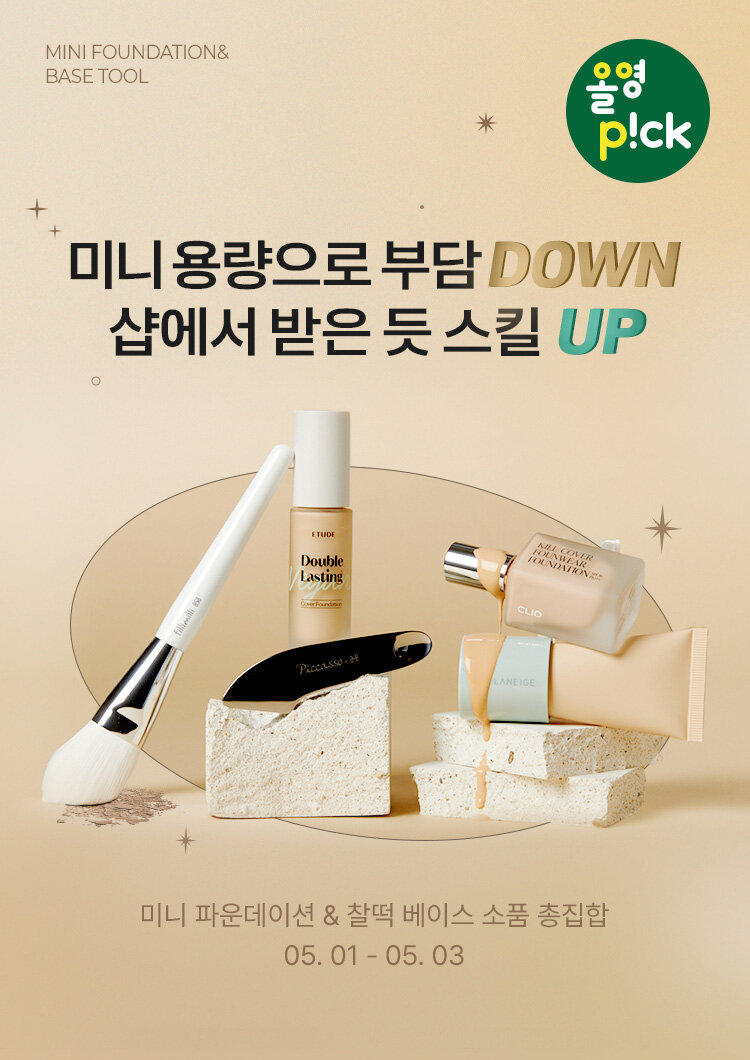 MINI FOUNDATION&
BASE TOOL
올영
p!ck
미니 용량으로 부담 DOWN
샵에서 받은 듯 스킬 UP
fillimilli 858
ETUDE
Double
Lasting
Vegan
Cover Foundation
Piccasso
KILL COVER
FOUNWEAR
FOUNDATION
CLIO
LANEIGE
미니 파운데이션 & 찰떡 베이스 소품 총집합
05. 01 - 05. 03